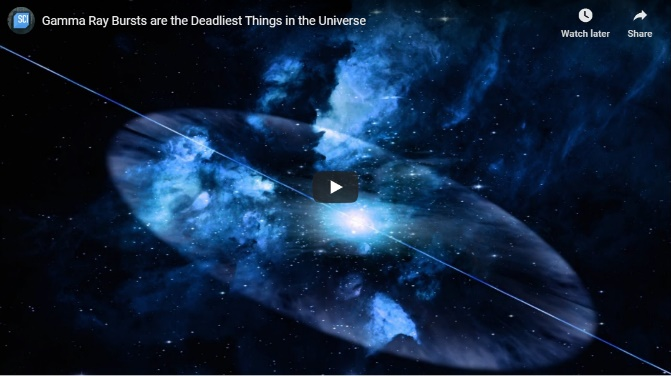 SCI
Gamma Ray Bursts are the Deadliest Things in the Universe
Watch later
Share